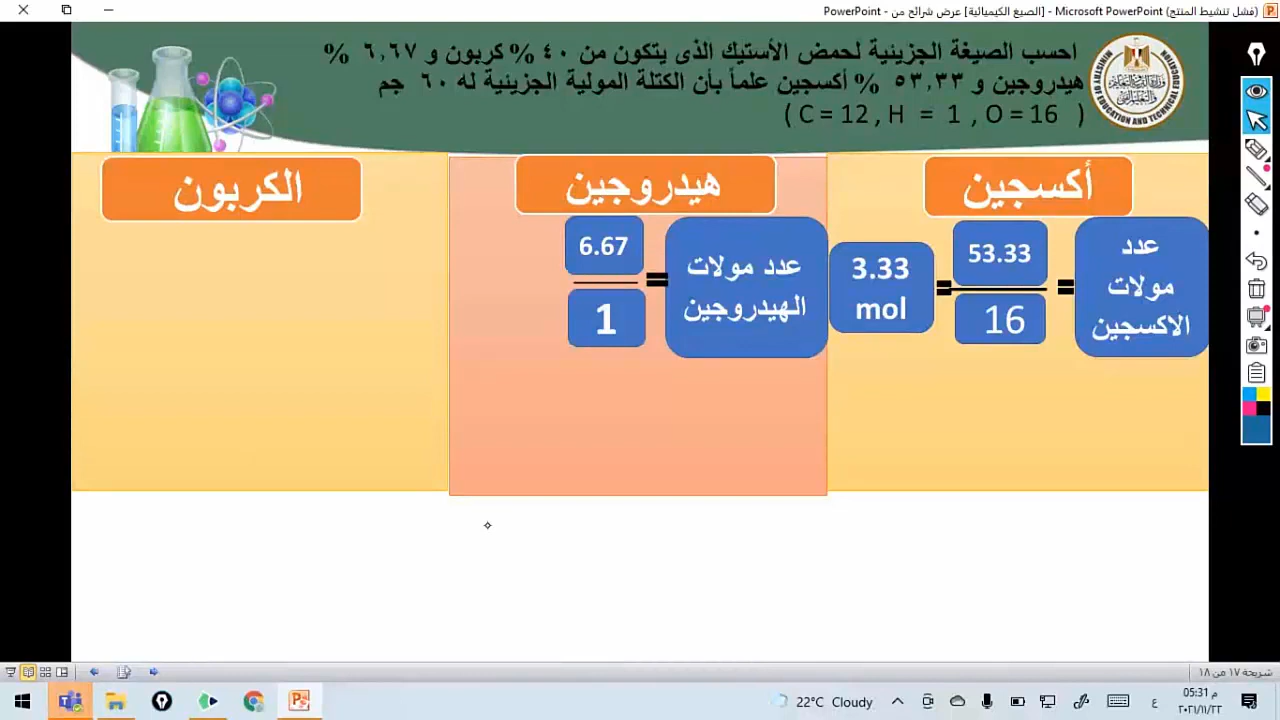 (فشل تنشيط المنتج) PowerPoint - [الصيغ الكيميائية] عرض شرائح من - Microsoft PowerPoint
احسب الصيغة الجزيئية لحمض الأستيك الذى يتكون من ٤٠ % كربون و ٦,٦٧ %
هيدروجين و ٥٣,٣٣ % أكسجين علماً بأن الكتلة المولية الجزيئية له ٦٠ جم
( C = 12 , H = 1 , O = 16 )
أكسجين
عدد
مولات
الاكسجين
=
53.33
16
=
3.33
mol
هيدروجين
عدد مولات
الهيدروجين
=
6.67
1
الكربون
شريحة ١٧ من ١٨
22°C Cloudy
ع
05:31 م
٢٠٢١/١١/٢٢